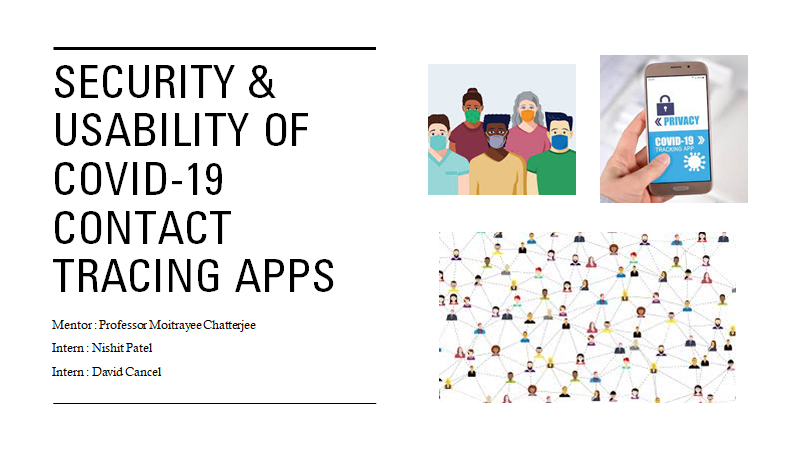 SECURITY &
USABILITY OF
COVID-19
CONTACT
TRACING APPS
Mentor : Professor Moitrayee Chatterjee
Intern : Nishit Patel
Intern : David Cancel
PRIVACY
COVID-19
TRACKING APP